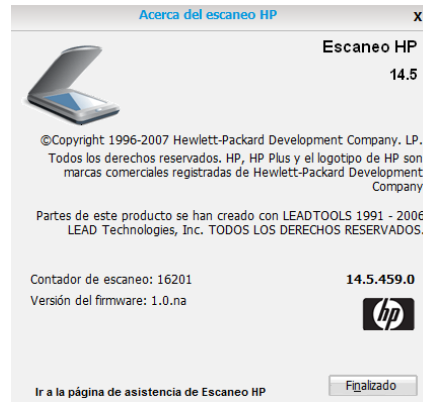 Acerca del escaneo HP
x
Escaneo HP
14.5
©Copyright 1996-2007 Hewlett-Packard Development Company. LP.
Todos los derechos reservados. HP, HP Plus y el logotipo de HP son
marcas comerciales registradas de Hewlett-Packard Development
Company
Partes de este producto se han creado con LEADTOOLS 1991 - 2006
LEAD Technologies, Inc. TODOS LOS DERECHOS RESERVADOS.
Contador de escaneo: 16201
14.5.459.0
Versión del firmware: 1.0.na
hp
Ir a la página de asistencia de Escaneo HP
Finalizado